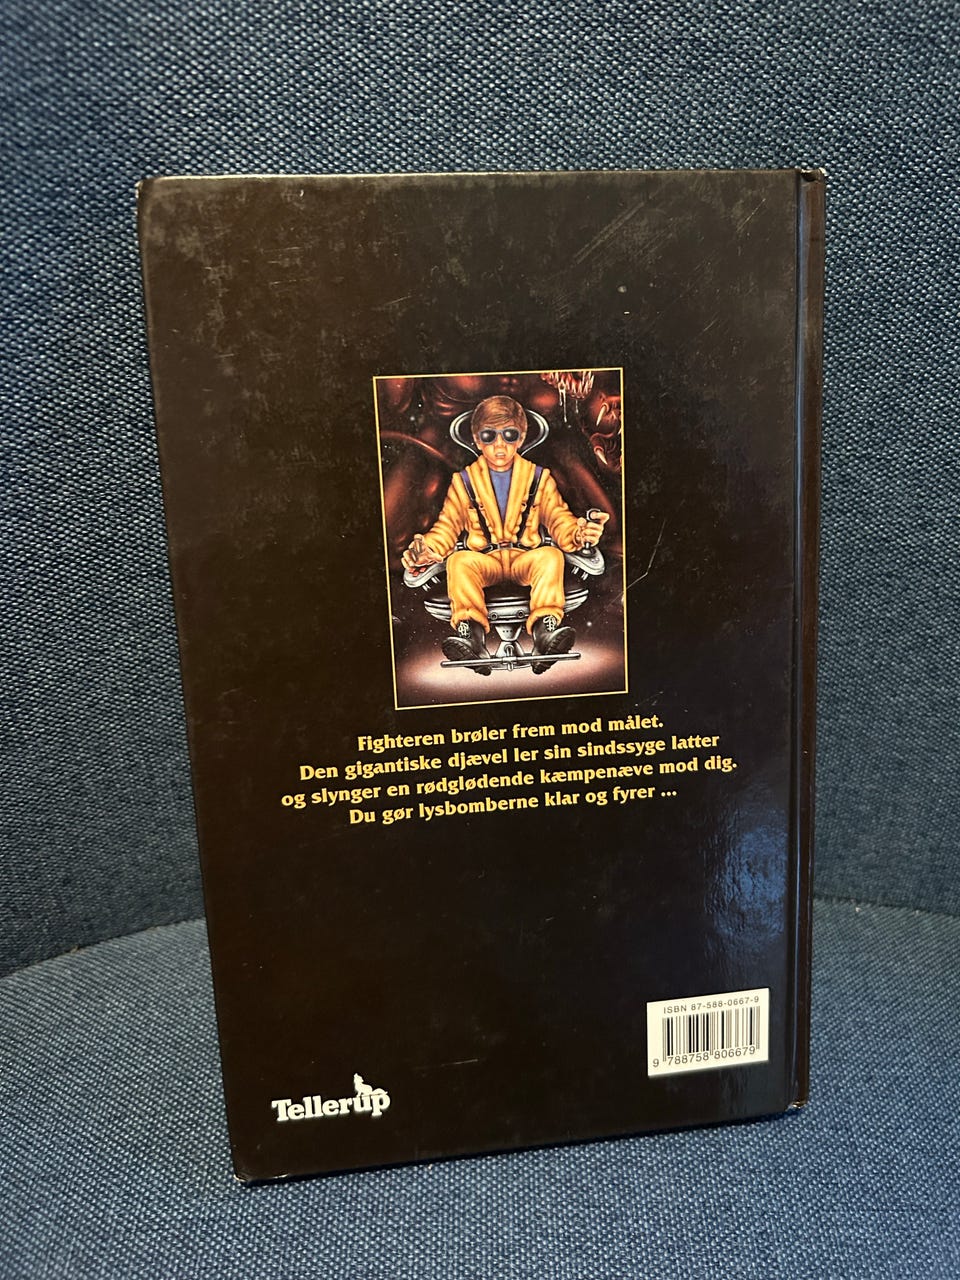 Fighteren brøler frem mod målet.
Den gigantiske djævel ler sin sindssyge latter
og slynger en rødglødende kæmpenæve mod dig.
Du gør lysbomberne klar og fyrer ...
ISBN 87-588-0667-9
9 788758 806679
Tellerup